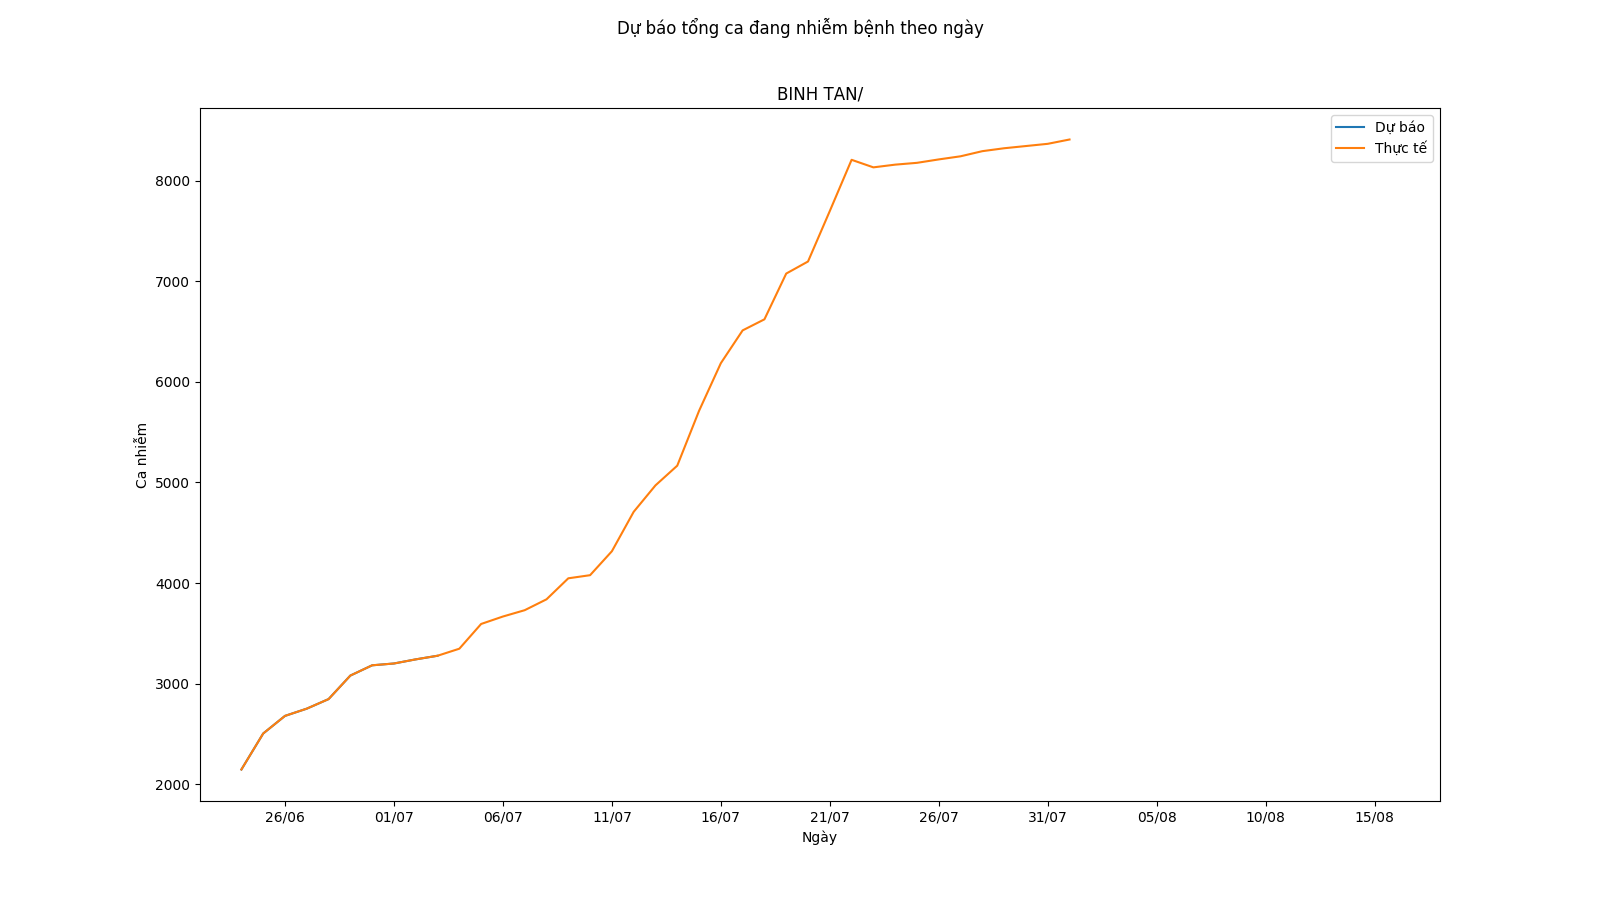 Dự báo tổng ca đang nhiễm bệnh theo ngày
BINH TAN/
Dự báo
Thực tế
8000
7000
6000
5000
4000
3000
2000
Ca nhiễm
26/06 01/07 06/07 11/07 16/07 21/07 26/07 31/07 05/08 10/08 15/08
Ngày